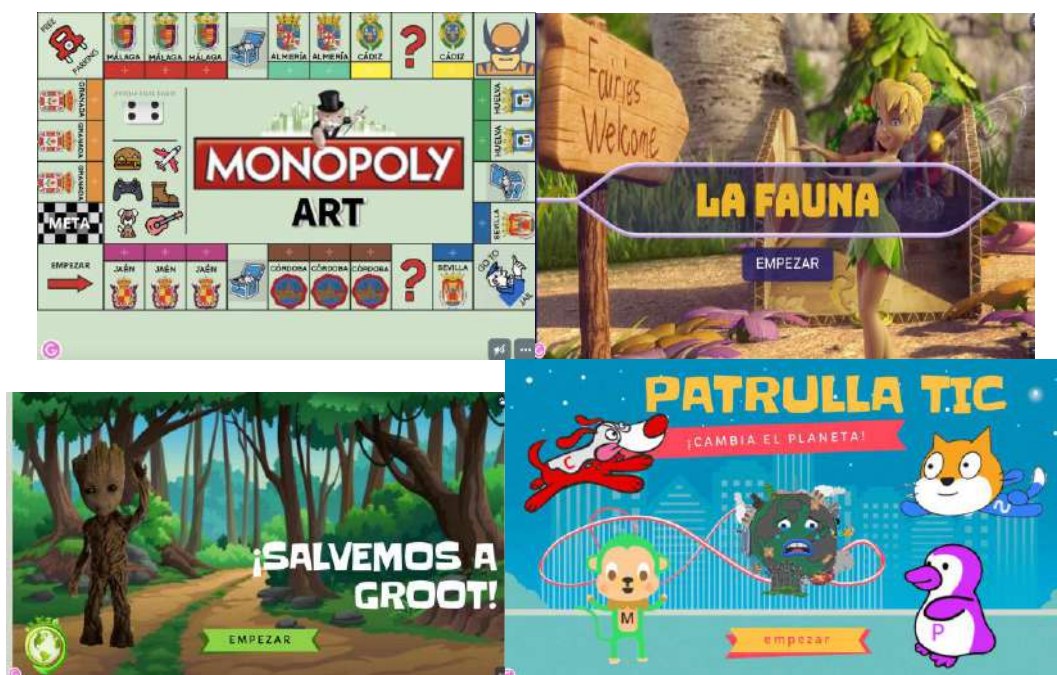 FREE
PARKING
MÁLAGA MÁLAGA MÁLAGA
ALMERÍA ALMERÍA CÁDIZ
?
CÁDIZ
GRANADA
GRANADA
GRANADA
HUELVA
HUELVA
SEVILLA
MONOPOLY
ART
META
EMPEZAR
JAÉN JAÉN JAÉN
CÓRDOBA CÓRDOBA CÓRDOBA
?
SEVILLA
GO TO
JAIL
Fairies
Welcome
LA FAUNA
EMPEZAR
¡SALVEMOS A
GROOT!
EMPEZAR
PATRULLA TIC
¡CAMBIA EL PLANETA!
C
M
P
empezar